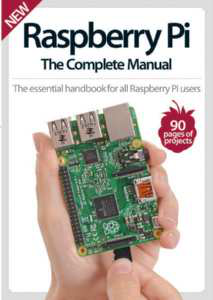 NEW
Raspberry Pi
The Complete Manual
The essential handbook for all Raspberry Pi users
90
pages of
projects